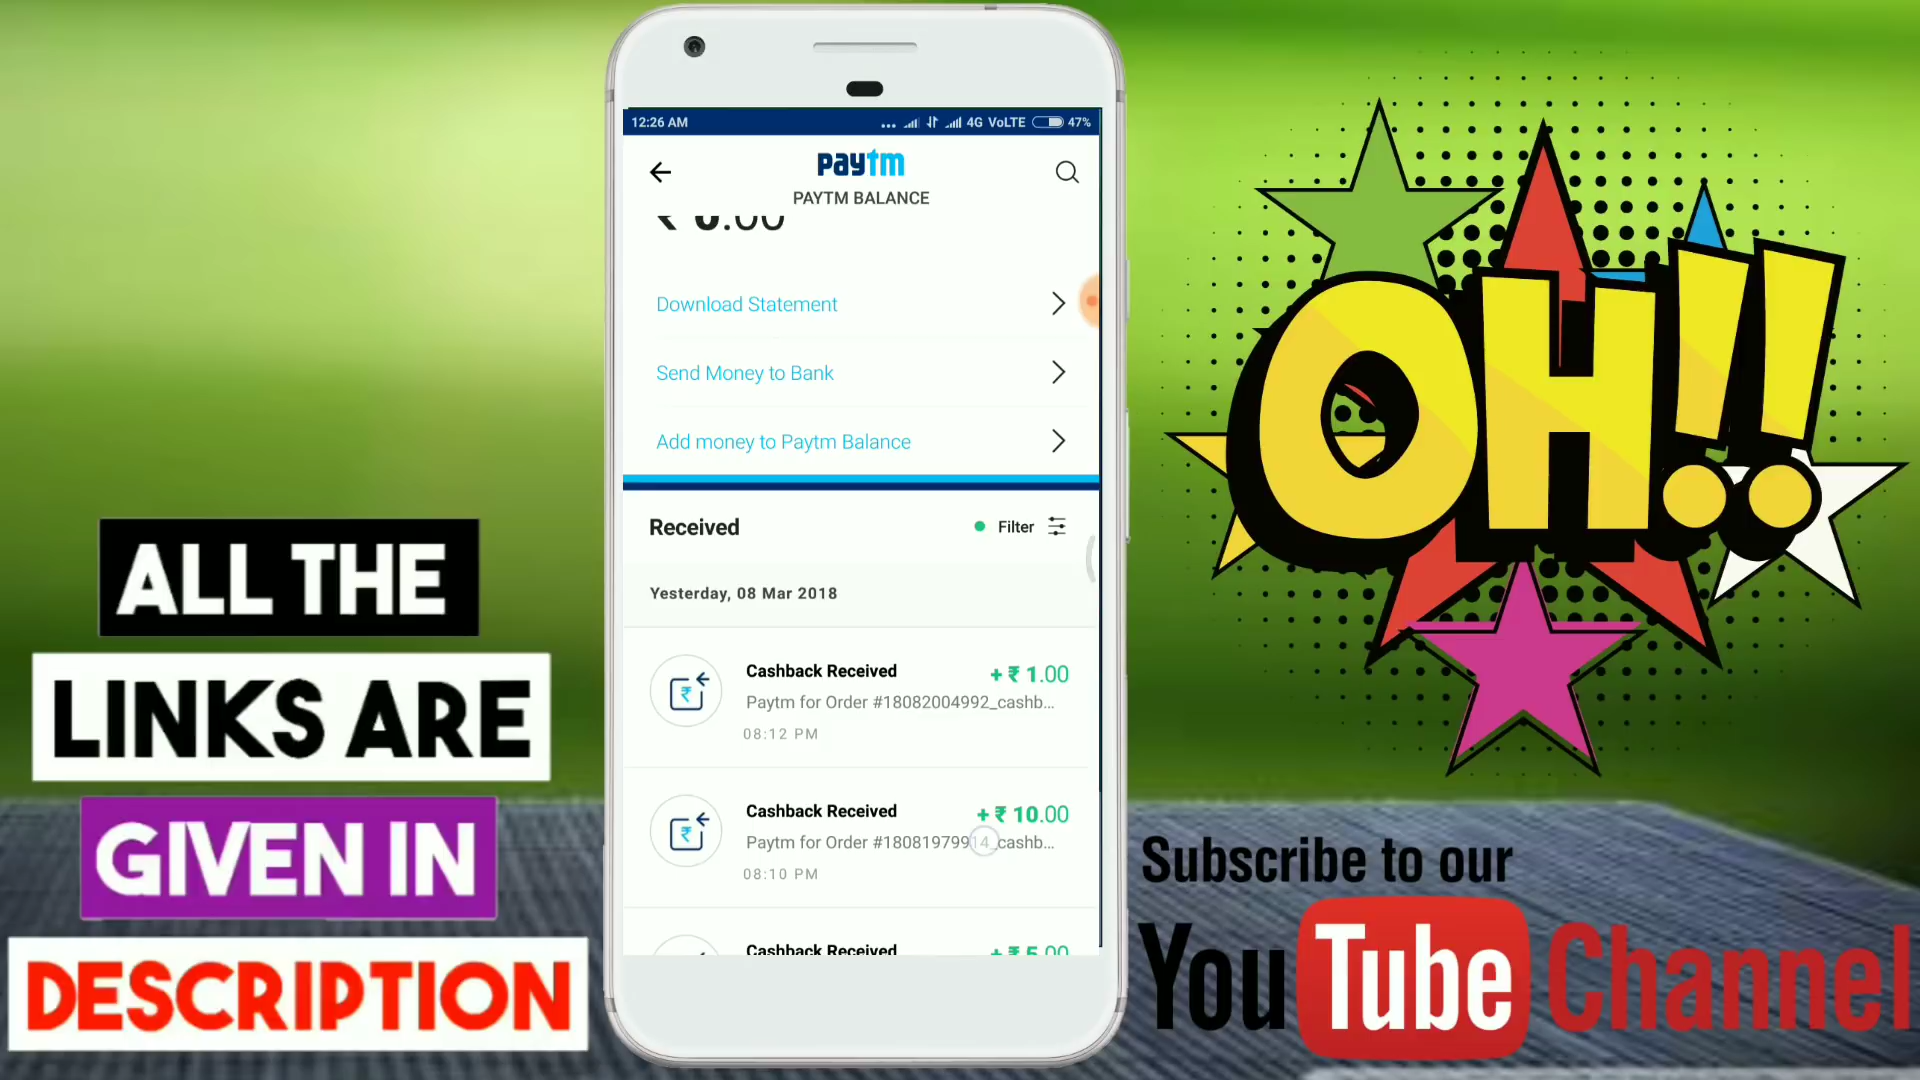 12:26 AM
4G VoLTE 47%
paytm
PAYTM BALANCE
Download Statement
Send Money to Bank
Add money to Paytm Balance
Received
Filter
Yesterday, 08 Mar 2018
Cashback Received
+ ₹ 1.00
Paytm for Order #18082004992_cashb...
08:12 PM
Cashback Received
+ ₹ 10.00
Paytm for Order #18081979914_cashb...
08:10 PM
Cashback Received
+ ₹ 5.00
ALL THE
LINKS ARE
GIVEN IN
DESCRIPTION
OH!!
Subscribe to our
YouTube Channel